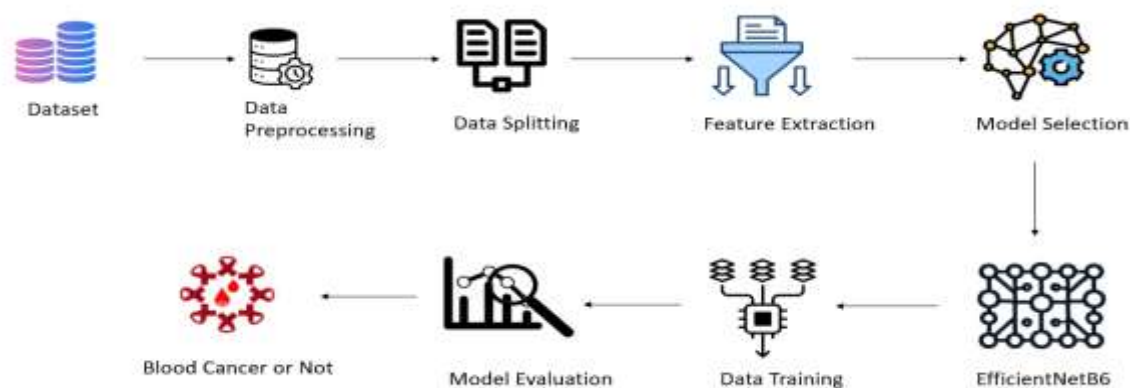 Dataset
Data
Preprocessing
Data Splitting
Feature Extraction
Model Selection
EfficientNetB6
Data Training
Model Evaluation
Blood Cancer or Not